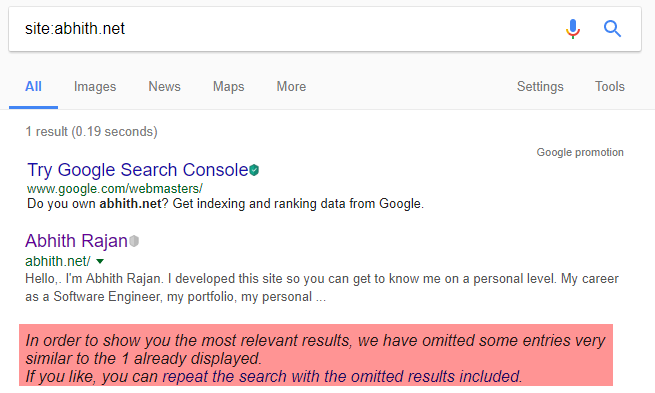 site:abhith.net
All Images News Maps More Settings Tools
1 result (0.19 seconds)
Google promotion
Try Google Search Console
www.google.com/webmasters/
Do you own abhith.net? Get indexing and ranking data from Google.
Abhith Rajan
abhith.net/
Hello,. I'm Abhith Rajan. I developed this site so you can get to know me on a personal level. My career
as a Software Engineer, my portfolio, my personal ...
In order to show you the most relevant results, we have omitted some entries very
similar to the 1 already displayed.
If you like, you can repeat the search with the omitted results included.